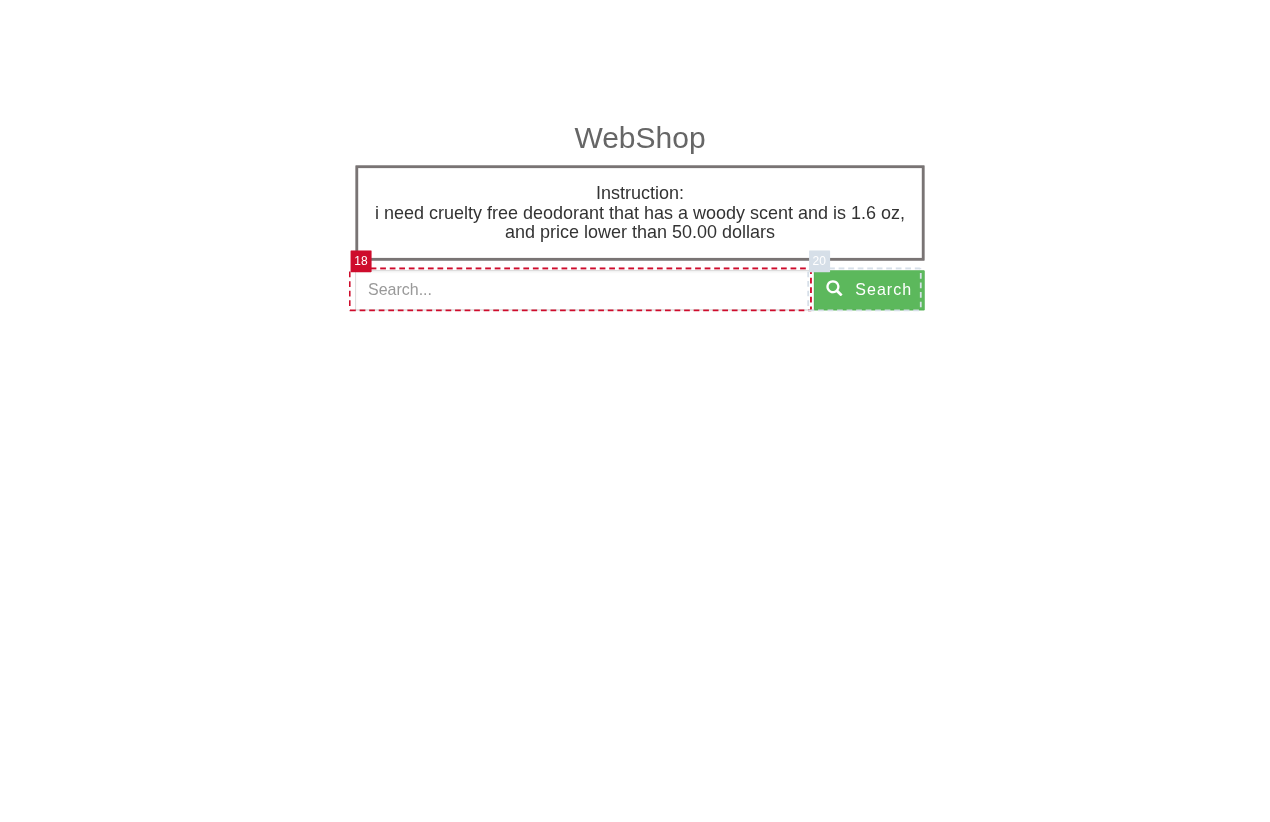 WebShop
Instruction:
i need cruelty free deodorant that has a woody scent and is 1.6 oz,
and price lower than 50.00 dollars
18
20
Search...
Search